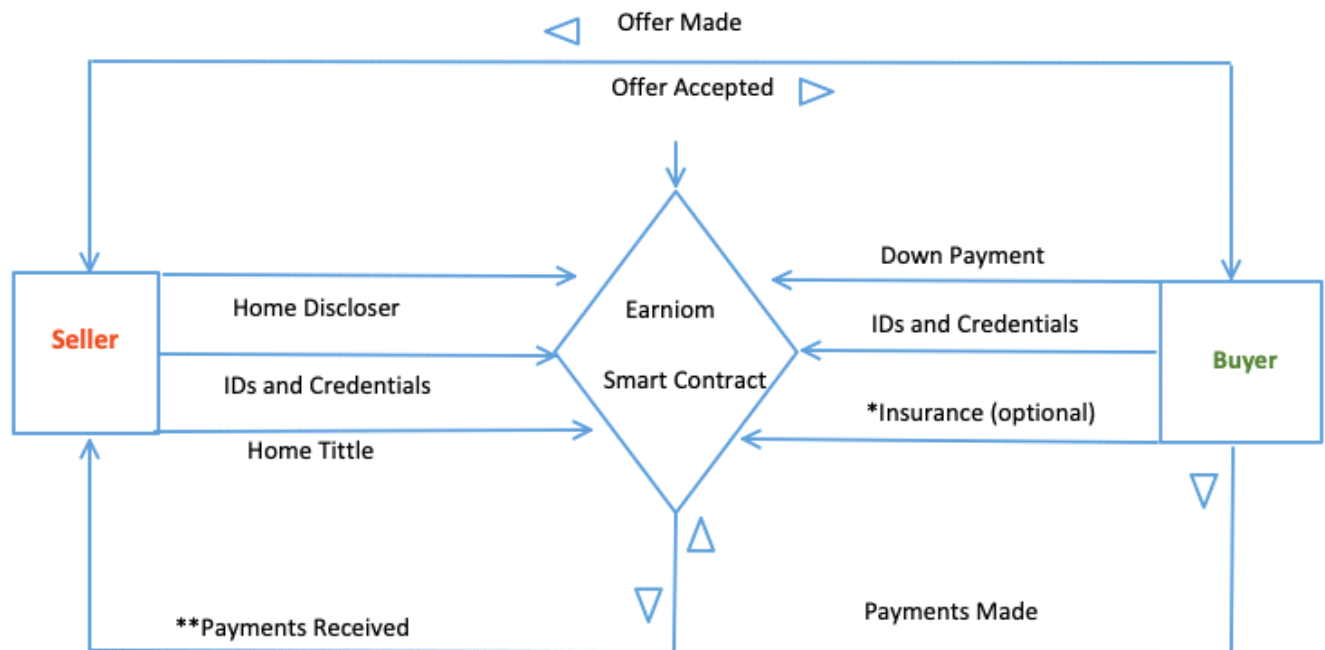 Offer Made
Offer Accepted
Down Payment
Home Discloser
Earniom
IDs and Credentials
Seller
Buyer
IDs and Credentials
Smart Contract
*Insurance (optional)
Home Tittle
**Payments Received
Payments Made